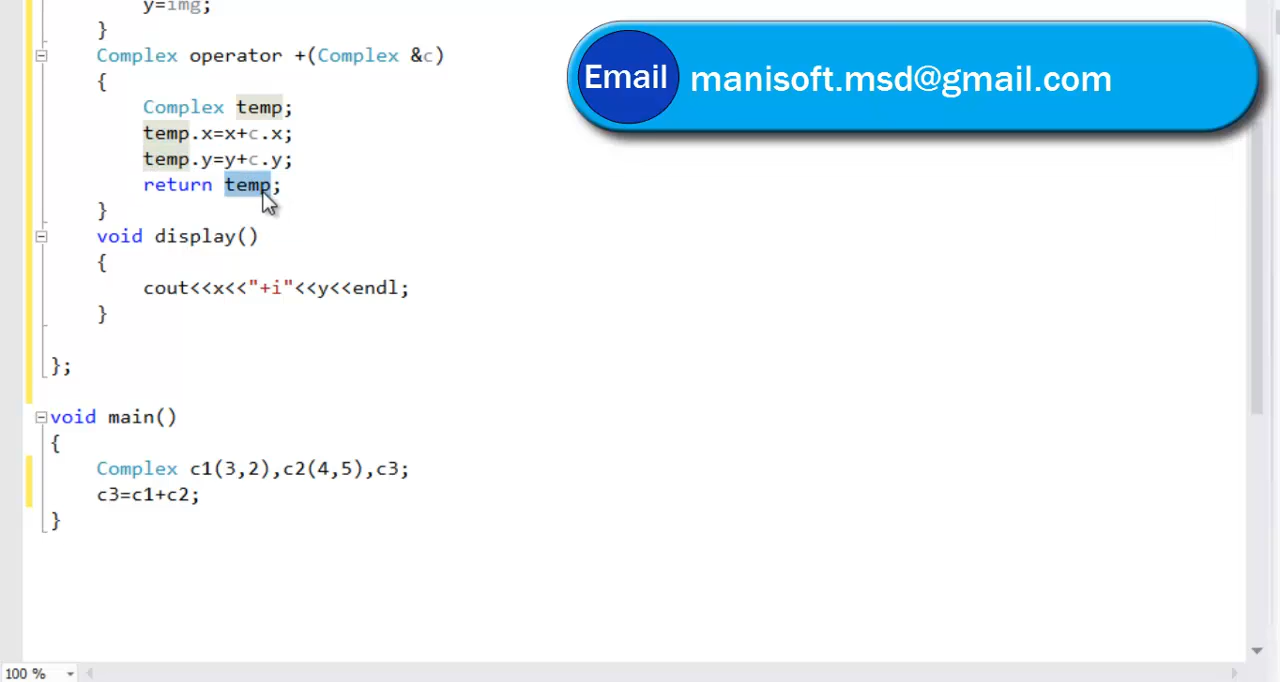 y=img;
}
Complex operator +(Complex &c)
{
Complex temp;
temp.x=x+c.x;
temp.y=y+c.y;
return temp;
}
void display()
{
cout<<x<<"+i"<<y<<endl;
}
};
void main()
{
Complex c1(3,2),c2(4,5),c3;
c3=c1+c2;
}
Email manisoft.msd@gmail.com
100 %